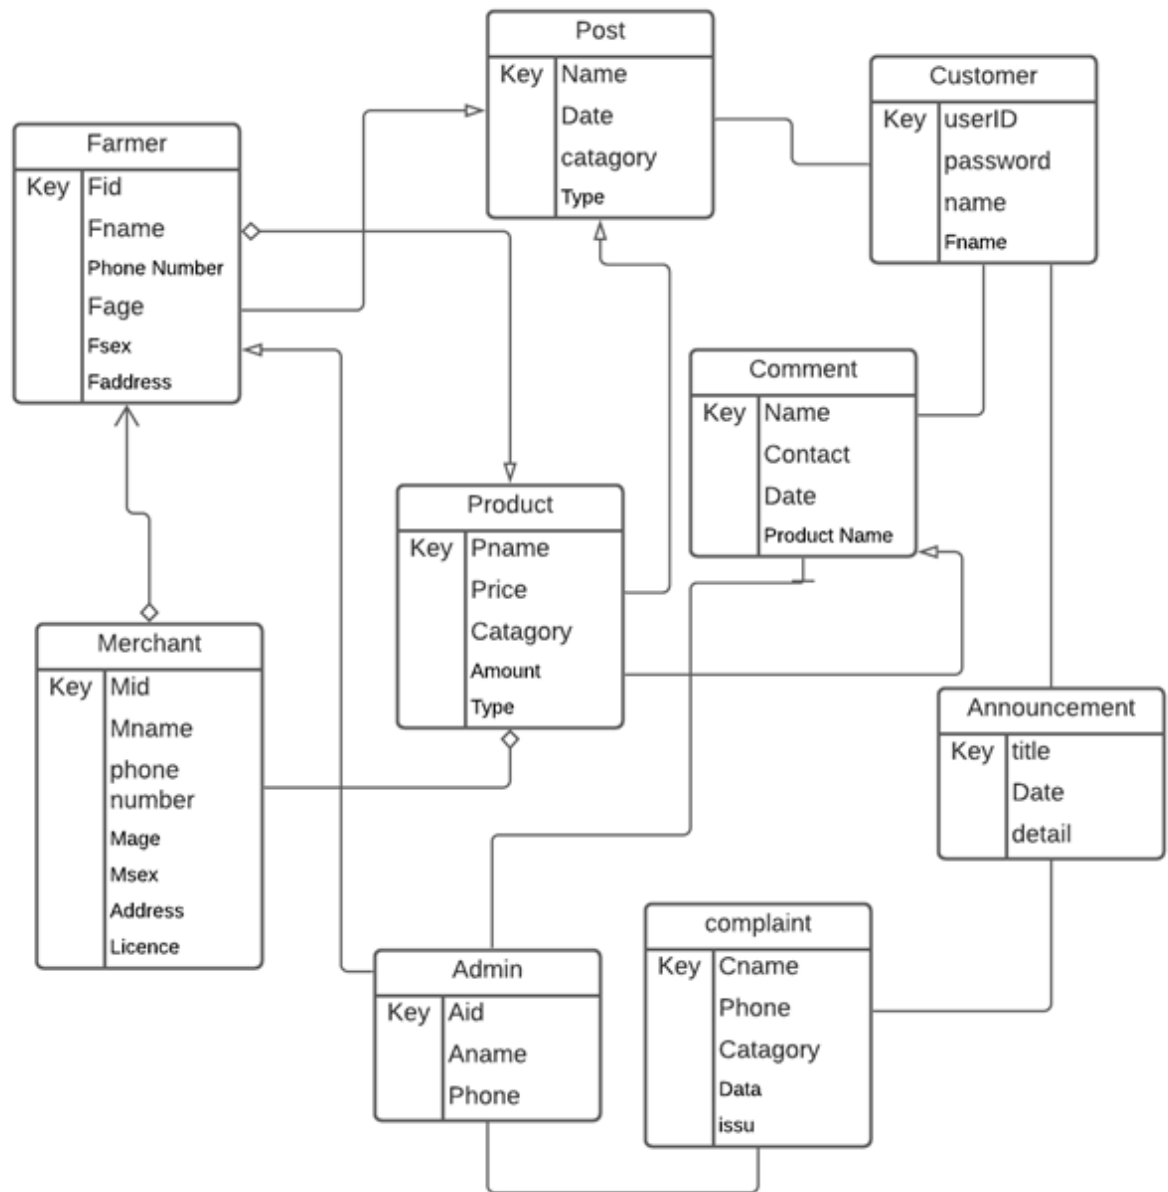 Post
Key Name
Date
catagory
Type
Customer
Key userID
password
name
Fname
Farmer
Key Fid
Fname
Phone Number
Fage
Fsex
Faddress
Comment
Key Name
Contact
Date
Product Name
Product
Key Pname
Price
Catagory
Amount
Type
Merchant
Key Mid
Mname
phone
number
Mage
Msex
Address
Licence
Announcement
Key title
Date
detail
complaint
Key Cname
Phone
Catagory
Data
issu
Admin
Key Aid
Aname
Phone